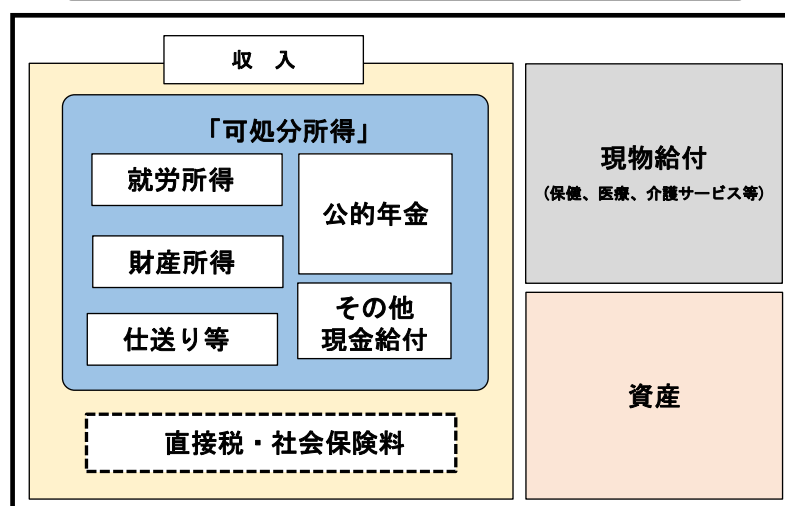 収　入
「可処分所得」
就労所得
公的年金
財産所得
その他
現金給付
仕送り等
直接税・社会保険料
現物給付
（保健、医療、介護サービス等）
資産